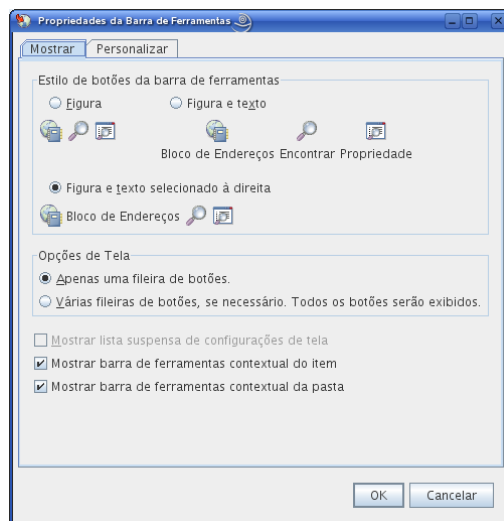 Propriedades da Barra de Ferramentas
Mostrar Personalizar
Estilo de botões da barra de ferramentas
Figura Figura e texto
Bloco de Endereços Encontrar Propriedade
Figura e texto selecionado à direita
Bloco de Endereços
Opções de Tela
Apenas uma fileira de botões.
Várias fileiras de botões, se necessário. Todos os botões serão exibidos.
Mostrar lista suspensa de configurações de tela
Mostrar barra de ferramentas contextual do item
Mostrar barra de ferramentas contextual da pasta
OK Cancelar